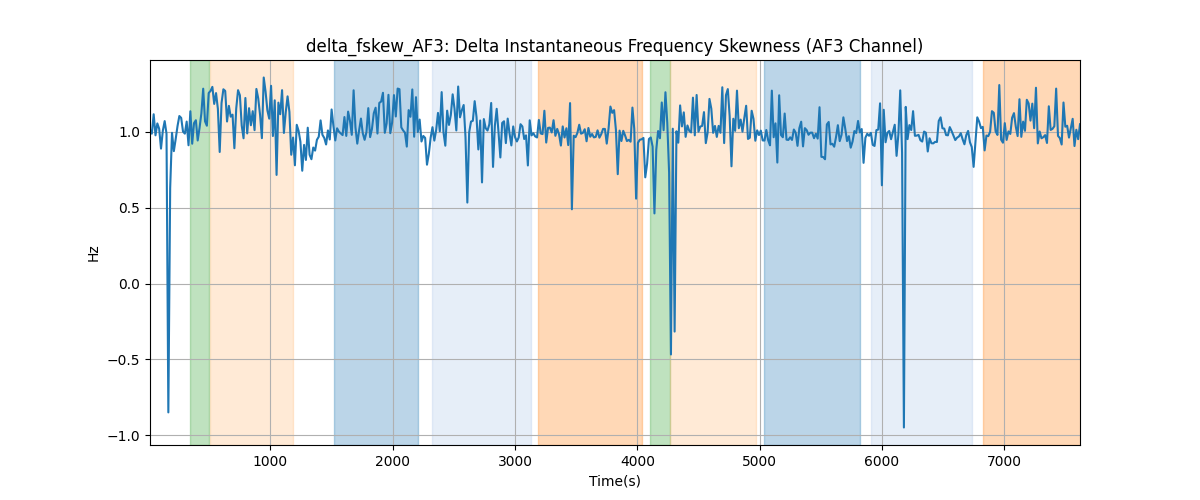 delta_fskew_AF3: Delta Instantaneous Frequency Skewness (AF3 Channel)
Hz
1.0
0.5
0.0
−0.5
−1.0
1000 2000 3000 4000 5000 6000 7000
Time(s)